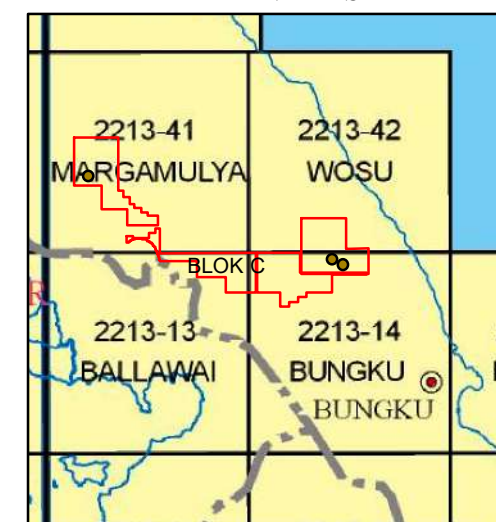 2213-41
MARGAMULYA
2213-42
WOSU
BLOK C
R
2213-13
BALLAWAI
2213-14
BUNGKU
BUNGKU